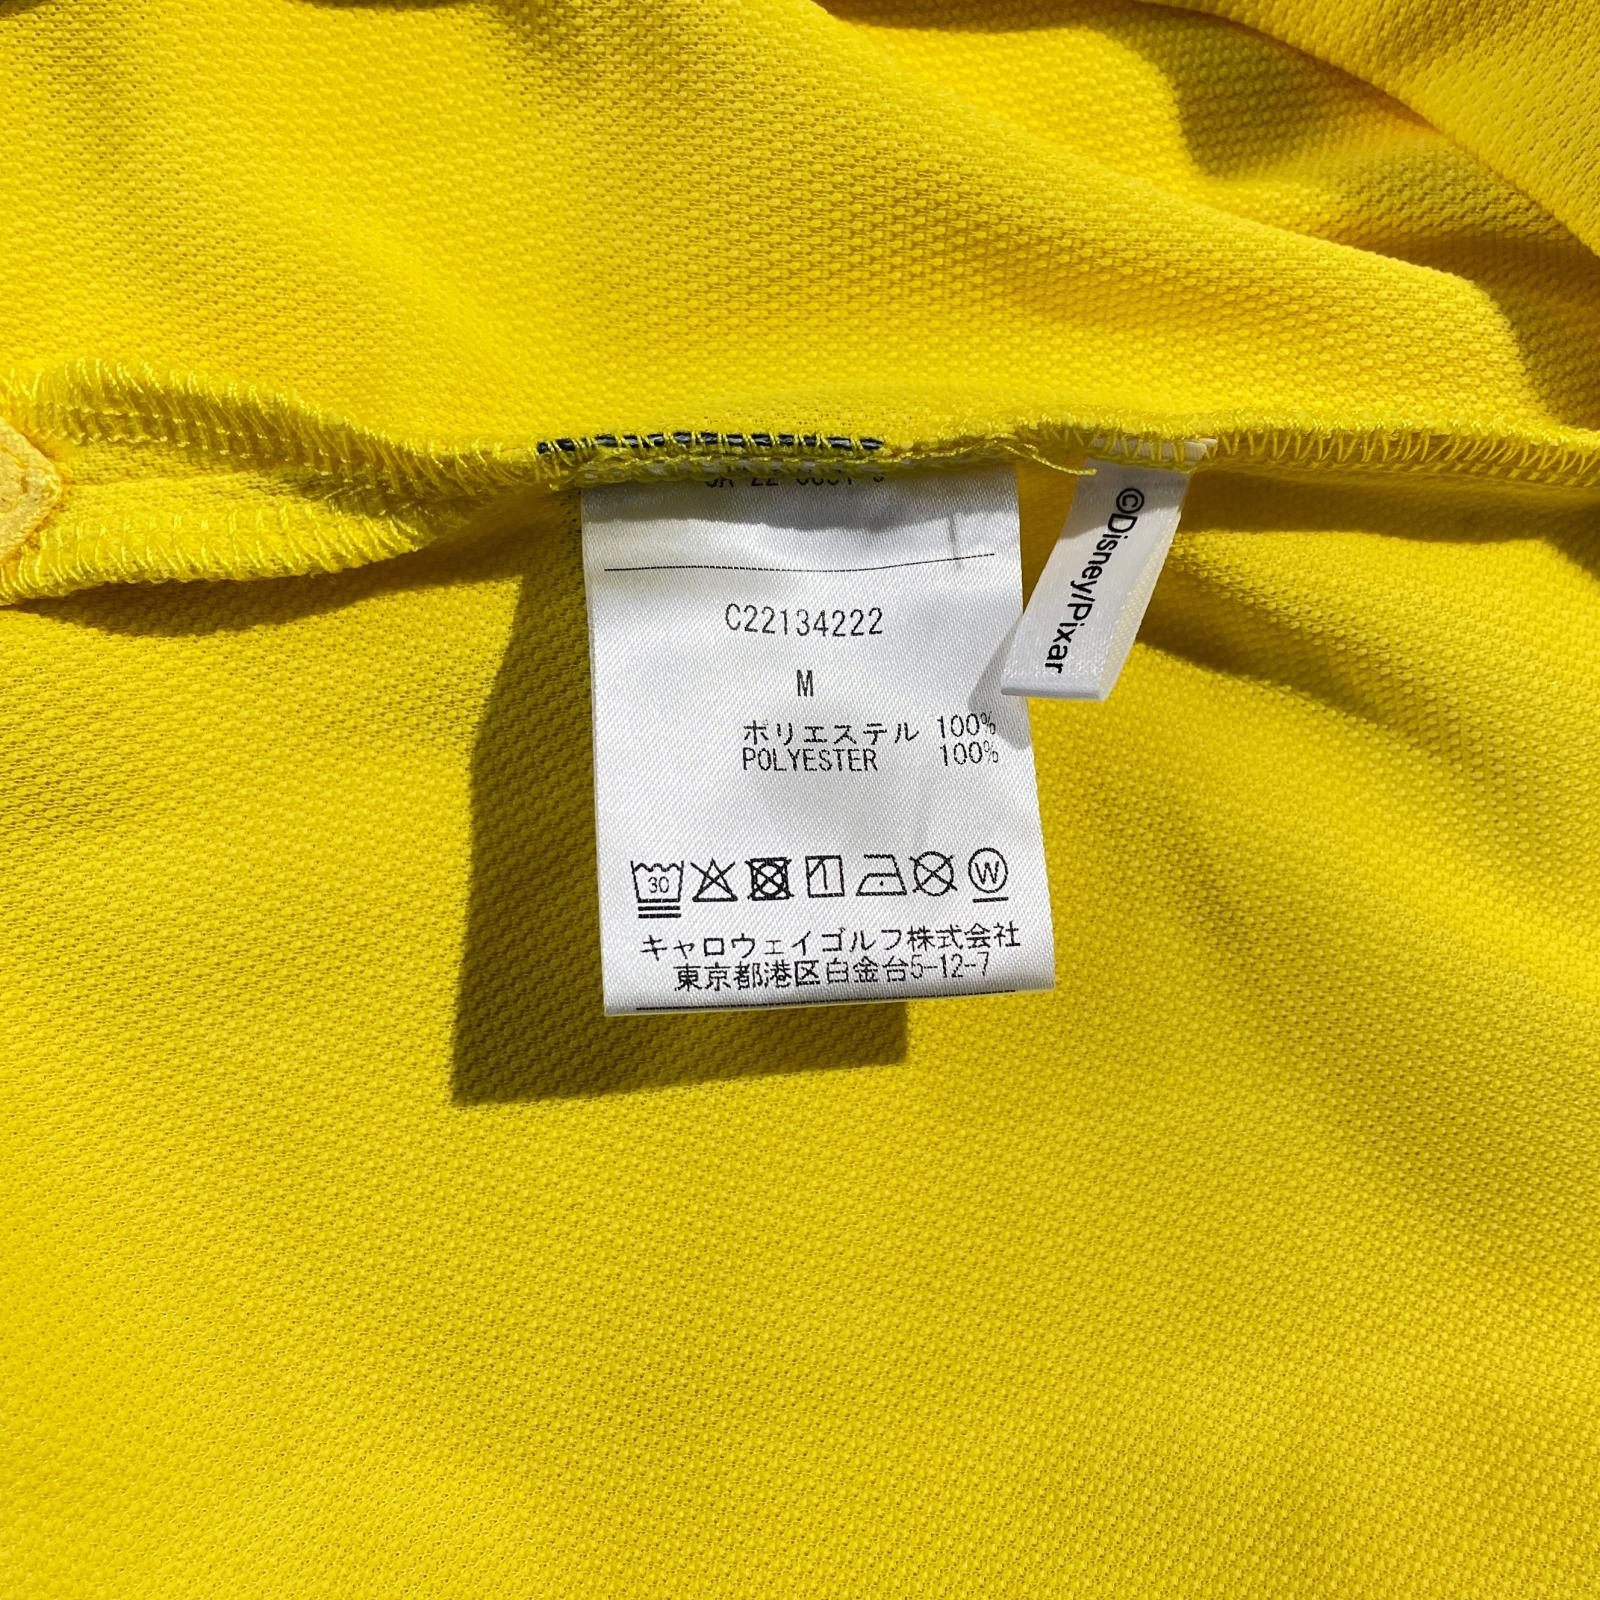 C22134222
M
ポリエステル 100%
POLYESTER 100%
30
W
キャロウェイゴルフ株式会社
東京都港区白金台5-12-7
©Disney/Pixar